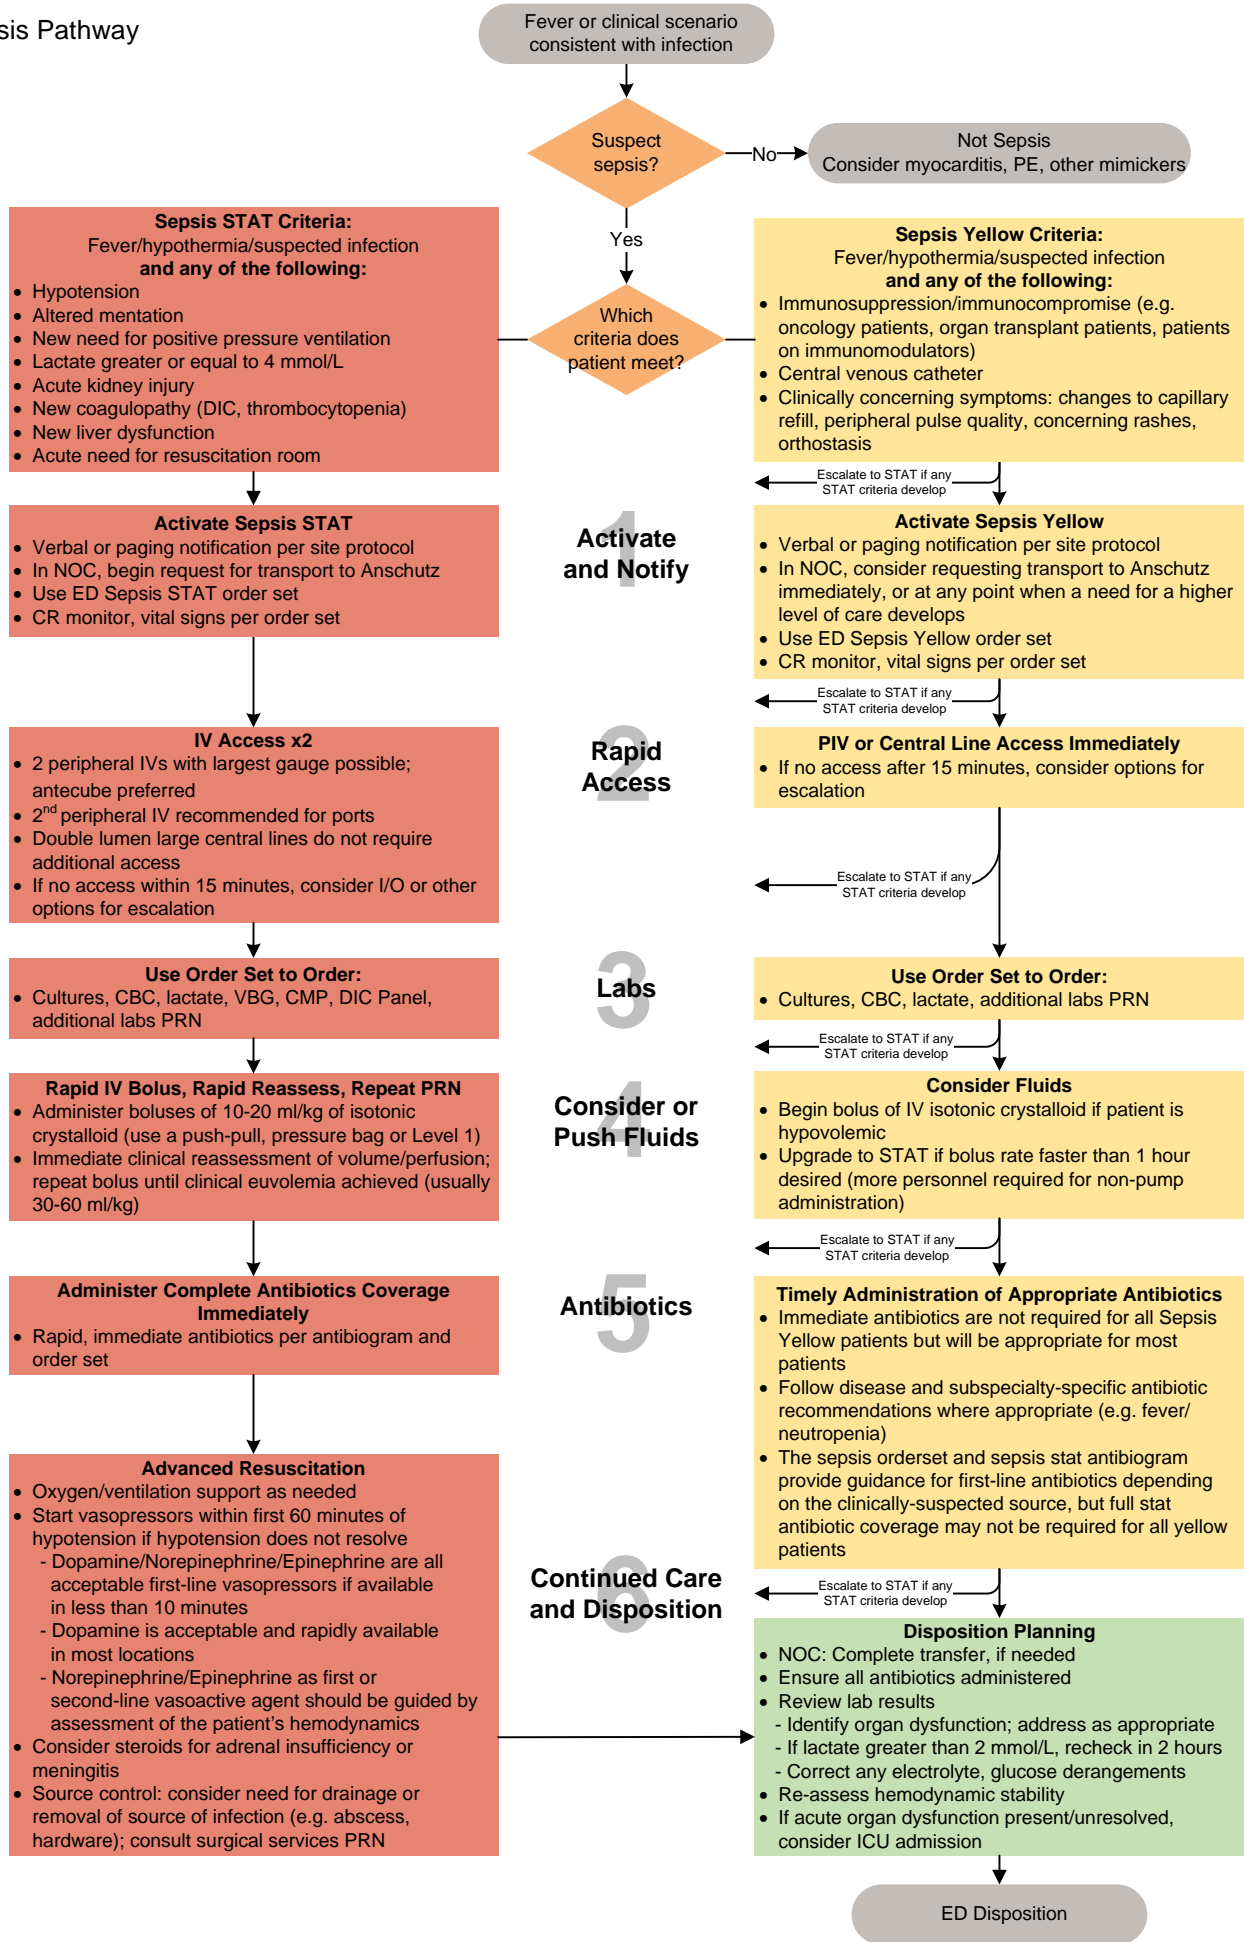 sis Pathway
Fever or clinical scenario
consistent with infection
Suspect
sepsis?
No
Not Sepsis
Consider myocarditis, PE, other mimickers
Yes
Which
criteria does
patient meet?
Sepsis STAT Criteria:
Fever/hypothermia/suspected infection
and any of the following:
• Hypotension
• Altered mentation
• New need for positive pressure ventilation
• Lactate greater or equal to 4 mmol/L
• Acute kidney injury
• New coagulopathy (DIC, thrombocytopenia)
• New liver dysfunction
• Acute need for resuscitation room
Sepsis Yellow Criteria:
Fever/hypothermia/suspected infection
and any of the following:
• Immunosuppression/immunocompromise (e.g.
oncology patients, organ transplant patients, patients
on immunomodulators)
• Central venous catheter
• Clinically concerning symptoms: changes to capillary
refill, peripheral pulse quality, concerning rashes,
orthostasis
Escalate to STAT if any
STAT criteria develop
1
Activate
and Notify
Activate Sepsis STAT
• Verbal or paging notification per site protocol
• In NOC, begin request for transport to Anschutz
• Use ED Sepsis STAT order set
• CR monitor, vital signs per order set
Activate Sepsis Yellow
• Verbal or paging notification per site protocol
• In NOC, consider requesting transport to Anschutz
immediately, or at any point when a need for a higher
level of care develops
• Use ED Sepsis Yellow order set
• CR monitor, vital signs per order set
Escalate to STAT if any
STAT criteria develop
2
Rapid
Access
IV Access x2
• 2 peripheral IVs with largest gauge possible;
antecube preferred
• 2nd peripheral IV recommended for ports
• Double lumen large central lines do not require
additional access
• If no access within 15 minutes, consider I/O or other
options for escalation
PIV or Central Line Access Immediately
• If no access after 15 minutes, consider options for
escalation
Escalate to STAT if any
STAT criteria develop
3
Labs
Use Order Set to Order:
• Cultures, CBC, lactate, VBG, CMP, DIC Panel,
additional labs PRN
Use Order Set to Order:
• Cultures, CBC, lactate, additional labs PRN
Escalate to STAT if any
STAT criteria develop
4
Consider or
Push Fluids
Rapid IV Bolus, Rapid Reassess, Repeat PRN
• Administer boluses of 10-20 ml/kg of isotonic
crystalloid (use a push-pull, pressure bag or Level 1)
• Immediate clinical reassessment of volume/perfusion;
repeat bolus until clinical euvolemia achieved (usually
30-60 ml/kg)
Consider Fluids
• Begin bolus of IV isotonic crystalloid if patient is
hypovolemic
• Upgrade to STAT if bolus rate faster than 1 hour
desired (more personnel required for non-pump
administration)
Escalate to STAT if any
STAT criteria develop
5
Antibiotics
Administer Complete Antibiotics Coverage
Immediately
• Rapid, immediate antibiotics per antibiogram and
order set
Timely Administration of Appropriate Antibiotics
• Immediate antibiotics are not required for all Sepsis
Yellow patients but will be appropriate for most
patients
• Follow disease and subspecialty-specific antibiotic
recommendations where appropriate (e.g. fever/
neutropenia)
• The sepsis orderset and sepsis stat antibiogram
provide guidance for first-line antibiotics depending
on the clinically-suspected source, but full stat
antibiotic coverage may not be required for all yellow
patients
Escalate to STAT if any
STAT criteria develop
6
Continued Care
and Disposition
Advanced Resuscitation
• Oxygen/ventilation support as needed
• Start vasopressors within first 60 minutes of
hypotension if hypotension does not resolve
- Dopamine/Norepinephrine/Epinephrine are all
acceptable first-line vasopressors if available
in less than 10 minutes
- Dopamine is acceptable and rapidly available
in most locations
- Norepinephrine/Epinephrine as first or
second-line vasoactive agent should be guided by
assessment of the patient's hemodynamics
• Consider steroids for adrenal insufficiency or
meningitis
• Source control: consider need for drainage or
removal of source of infection (e.g. abscess,
hardware); consult surgical services PRN
Disposition Planning
• NOC: Complete transfer, if needed
• Ensure all antibiotics administered
• Review lab results
- Identify organ dysfunction; address as appropriate
- If lactate greater than 2 mmol/L, recheck in 2 hours
- Correct any electrolyte, glucose derangements
• Re-assess hemodynamic stability
• If acute organ dysfunction present/unresolved,
consider ICU admission
ED Disposition